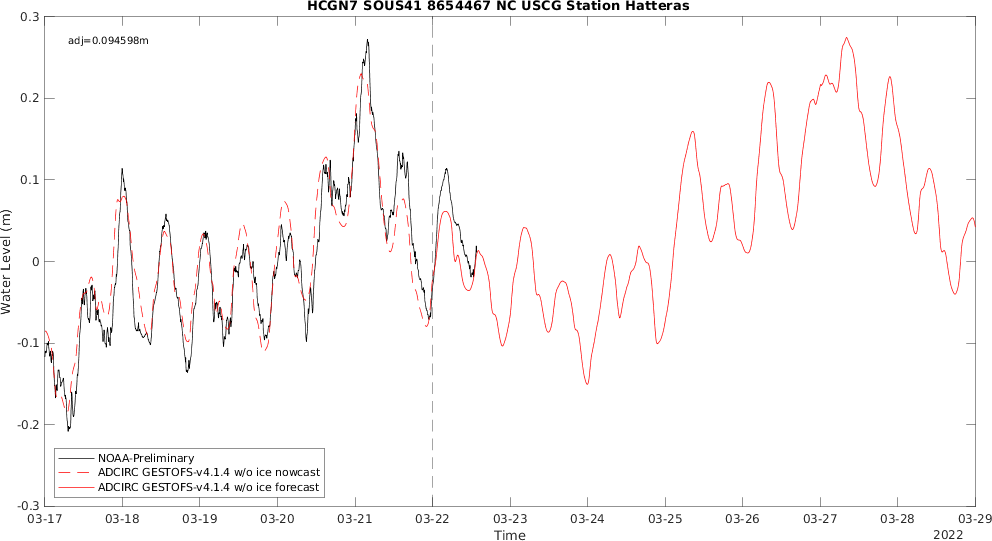 HCGN7 SOUS41 8654467 NC USCG Station Hatteras
adj=0.094598m
0.3
0.2
0.1
0
-0.1
-0.2
-0.3
Water Level (m)
NOAA-Preliminary
ADCIRC GESTOFS-v4.1.4 w/o ice nowcast
ADCIRC GESTOFS-v4.1.4 w/o ice forecast
03-17 03-18 03-19 03-20 03-21 03-22 03-23 03-24 03-25 03-26 03-27 03-28 03-29
Time
2022